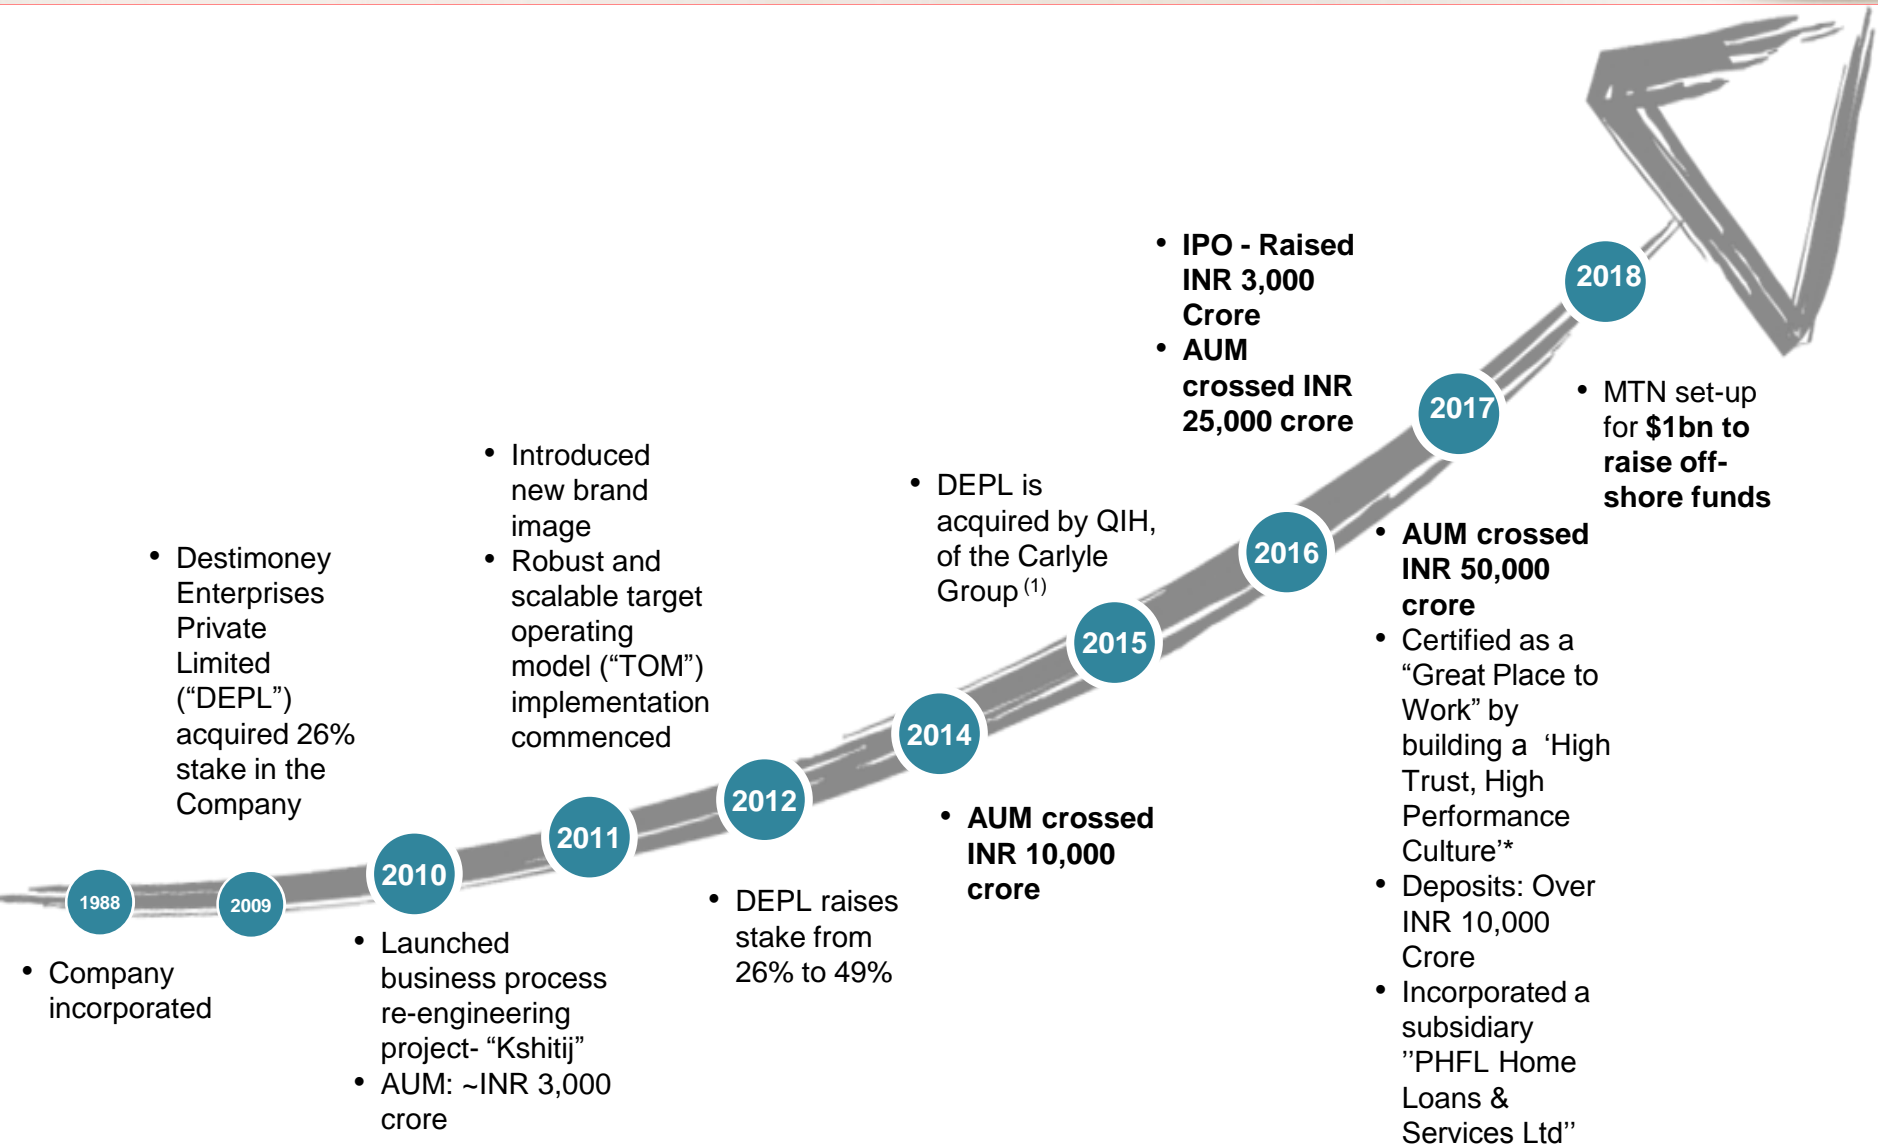 1988
• Company
incorporated
2009
• Destimoney
Enterprises
Private
Limited
(“DEPL”)
acquired 26%
stake in the
Company
2010
• Launched
business process
re-engineering
project- “Kshitij”
• AUM: ~INR 3,000
crore
2011
• Introduced
new brand
image
• Robust and
scalable target
operating
model (“TOM”)
implementation
commenced
2012
• DEPL raises
stake from
26% to 49%
2014
• AUM crossed
INR 10,000
crore
2015
• DEPL is
acquired by QIH,
of the Carlyle
Group (1)
2016
• IPO - Raised
INR 3,000
Crore
• AUM
crossed INR
25,000 crore
2017
• AUM crossed
INR 50,000
crore
• Certified as a
“Great Place to
Work” by
building a ‘High
Trust, High
Performance
Culture’*
• Deposits: Over
INR 10,000
Crore
• Incorporated a
subsidiary
’’PHFL Home
Loans &
Services Ltd’’
2018
• MTN set-up
for $1bn to
raise off-
shore funds